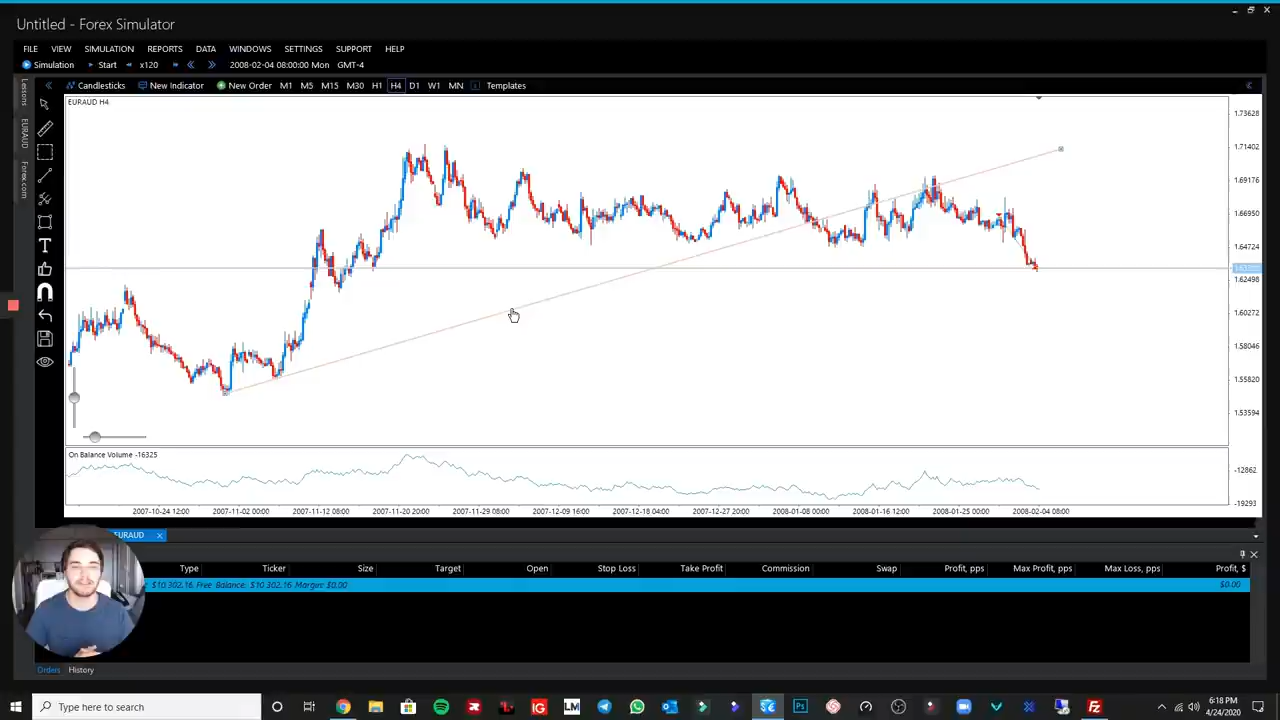 Untitled - Forex Simulator
FILE VIEW SIMULATION REPORTS DATA WINDOWS SETTINGS SUPPORT HELP
Simulation Start x120 2008-02-04 08:00:00 Mon GMT-4
Candlesticks New Indicator New Order M1 M5 M15 M30 H1 H4 D1 W1 MN Templates
Lessons
EURAUD
Forex.com
EURAUD H4
1.73628
1.71402
1.69176
1.66950
1.64724
1.62498
1.60272
1.58046
1.55820
1.53594
On Balance Volume -16325
-12862
-19293
2007-10-24 12:00 2007-11-02 00:00 2007-11-12 08:00 2007-11-20 20:00 2007-11-29 08:00 2007-12-09 16:00 2007-12-18 04:00 2007-12-27 20:00 2008-01-08 00:00 2008-01-16 12:00 2008-01-25 00:00 2008-02-04 08:00
EURAUD
Type Ticker Size Target Open Stop Loss Take Profit Commission Swap Profit, pps Max Profit, pps Max Loss, pps Profit, $
$10 302.16 Free Balance: $10 302.16 Margin: $0.00 $0.00
Orders History
Type here to search
6:18 PM
4/24/2020